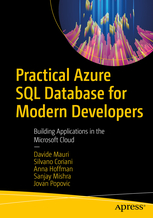 Practical Azure
SQL Database for
Modern Developers
Building Applications in the
Microsoft Cloud
—
Davide Mauri
Silvano Coriani
Anna Hoffman
Sanjay Mishra
Jovan Popovic
Apress®